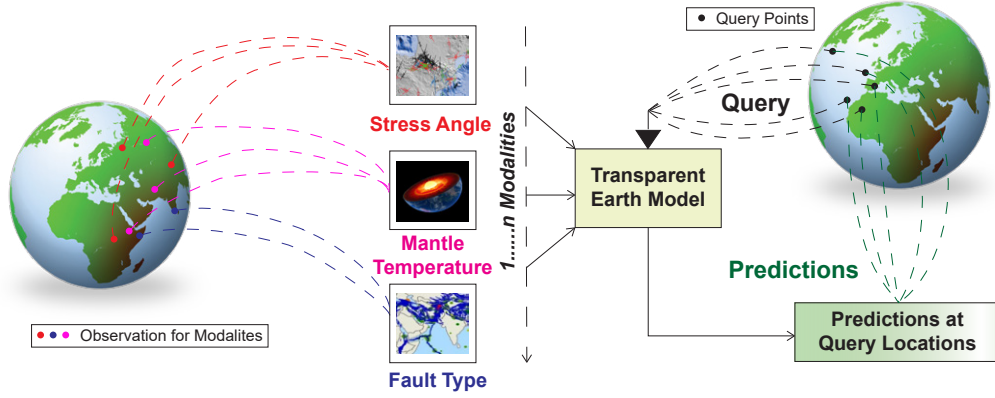 Stress Angle
Mantle
Temperature
Fault Type
Observation for Modalites
1......n Modalities
Query Points
Query
Transparent
Earth Model
Predictions
Predictions at
Query Locations